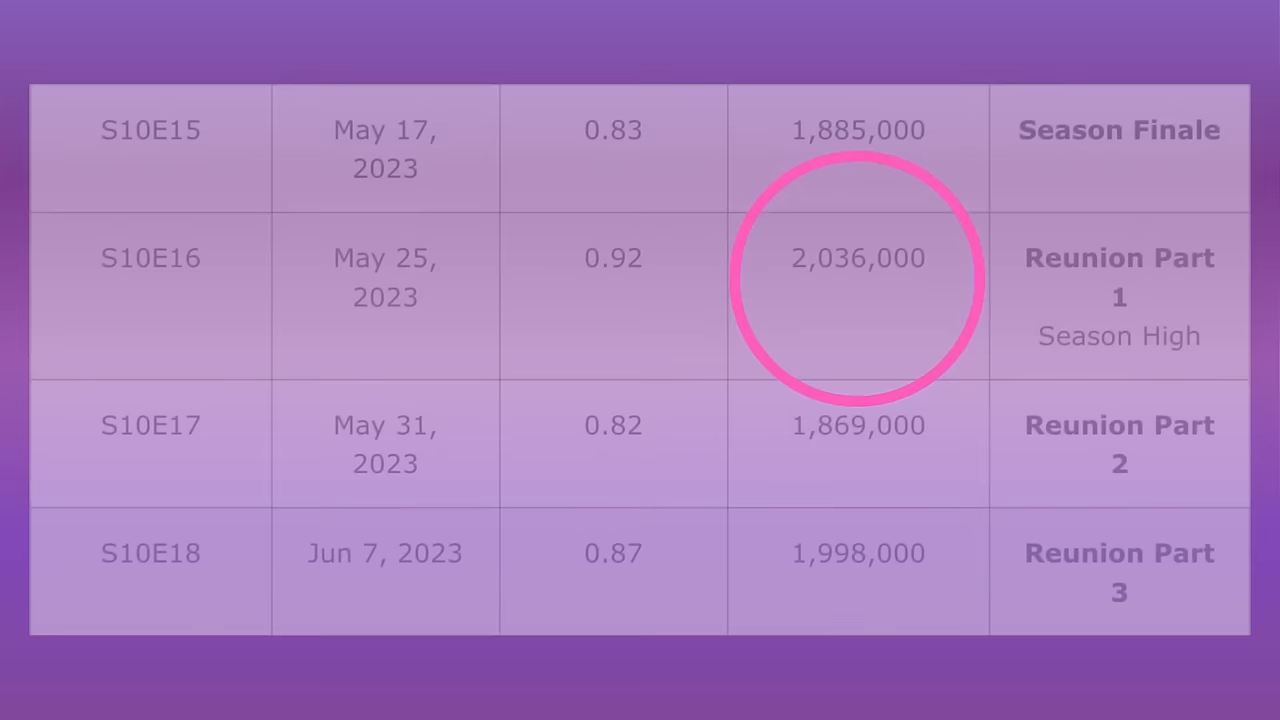 S10E15 May 17, 0.83 1,885,000 Season Finale
2023
S10E16 May 25, 0.92 2,036,000 Reunion Part
2023 1
Season High
S10E17 May 31, 0.82 1,869,000 Reunion Part
2023 2
S10E18 Jun 7, 2023 0.87 1,998,000 Reunion Part
3